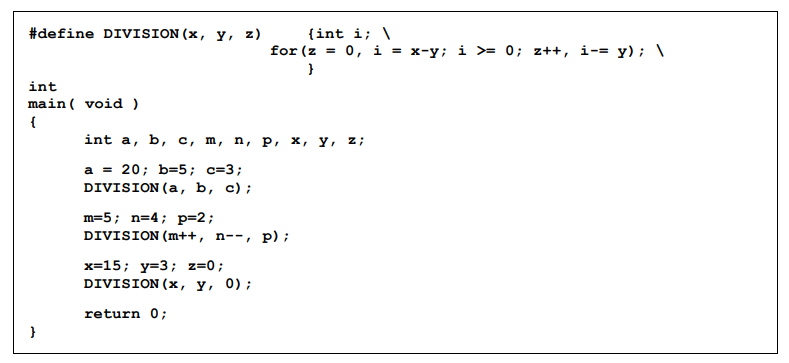 #define DIVISION(x, y, z) {int i; \
for(z = 0, i = x-y; i >= 0; z++, i-= y); \
}
int
main( void )
{
int a, b, c, m, n, p, x, y, z;
a = 20; b=5; c=3;
DIVISION(a, b, c);
m=5; n=4; p=2;
DIVISION(m++, n--, p);
x=15; y=3; z=0;
DIVISION(x, y, 0);
return 0;
}